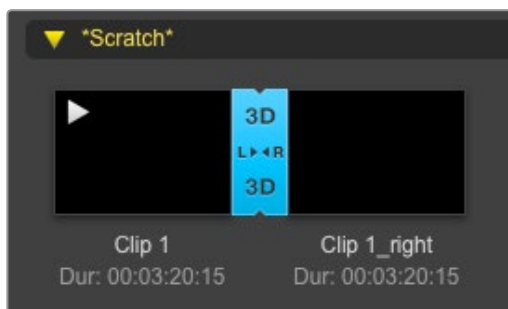 *Scratch*
3D
L▶◀R
3D
Clip 1
Dur: 00:03:20:15
Clip 1_right
Dur: 00:03:20:15